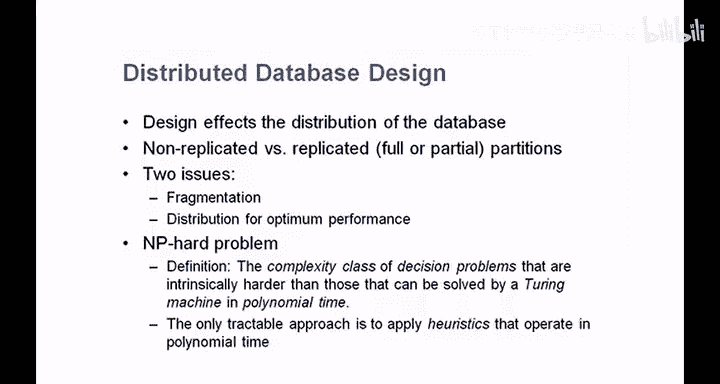 bilibili
Distributed Database Design
• Design effects the distribution of the database
• Non-replicated vs. replicated (full or partial) partitions
• Two issues:
– Fragmentation
– Distribution for optimum performance
• NP-hard problem
– Definition: The complexity class of decision problems that are
intrinsically harder than those that can be solved by a Turing
machine in polynomial time.
– The only tractable approach is to apply heuristics that operate in
polynomial time